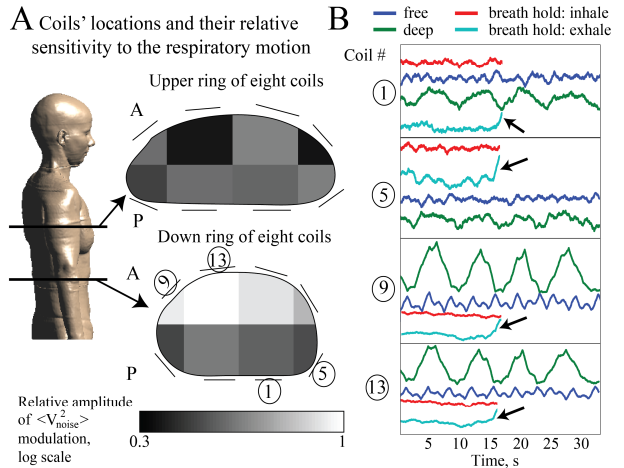 A
Coils’ locations and their relative
sensitivity to the respiratory motion
Upper ring of eight coils
A
P
Down ring of eight coils
A
9
13
P
1
5
Relative amplitude
of <V²noise>
modulation,
log scale
0.3
1
B
free
deep
breath hold: inhale
breath hold: exhale
Coil #
1
5
9
13
5 10 15 20 25 30
Time, s